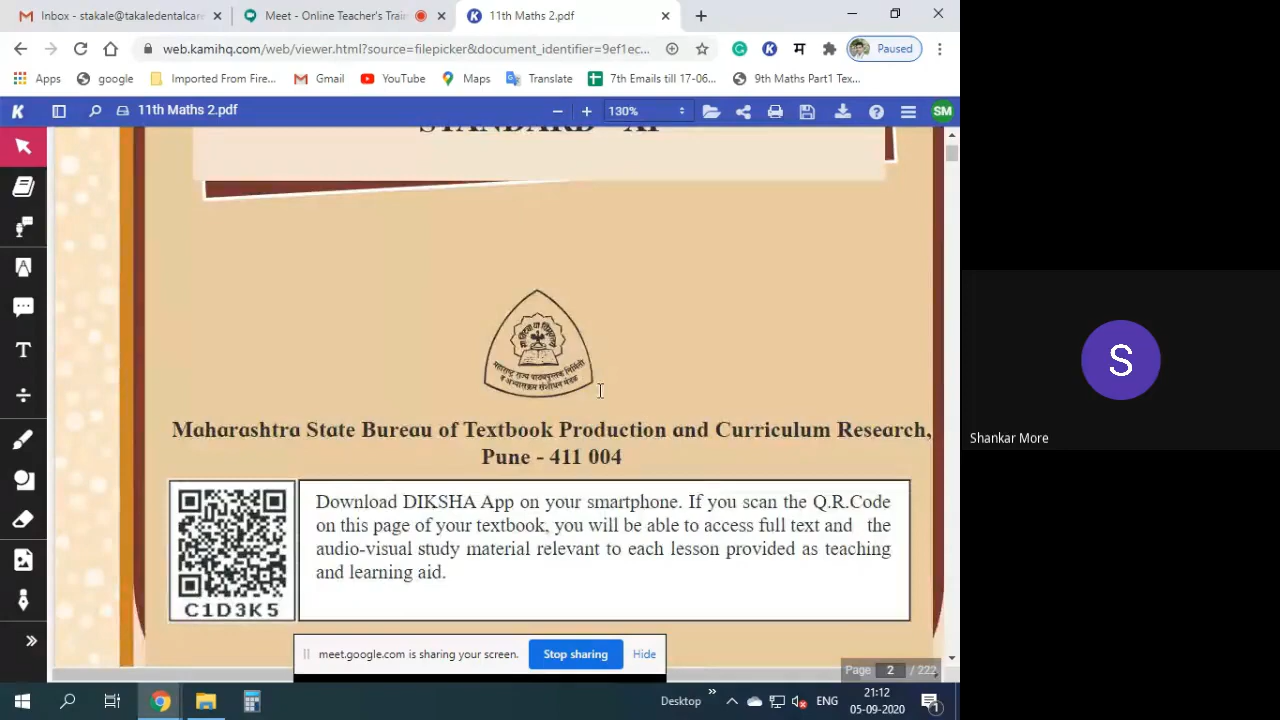 Inbox - stakale@takaledentalcar
Meet - Online Teacher's Train
11th Maths 2.pdf
web.kamihq.com/web/viewer.html?source=filepicker&document_identifier=9ef1ec...
म
Paused
Apps
google
Imported From Fire...
Gmail
YouTube
Maps
Translate
7th Emails till 17-06...
9th Maths Part1 Tex...
K
11th Maths 2.pdf
130%
SM
STANDARD - XI
Maharashtra State Bureau of Textbook Production and Curriculum Research,
Pune - 411 004
Download DIKSHA App on your smartphone. If you scan the Q.R.Code
on this page of your textbook, you will be able to access full text and the
audio-visual study material relevant to each lesson provided as teaching
and learning aid.
C1D3K5
meet.google.com is sharing your screen.
Stop sharing
Hide
Page 2 / 222
S
Shankar More
Desktop
ENG
21:12
05-09-2020
1